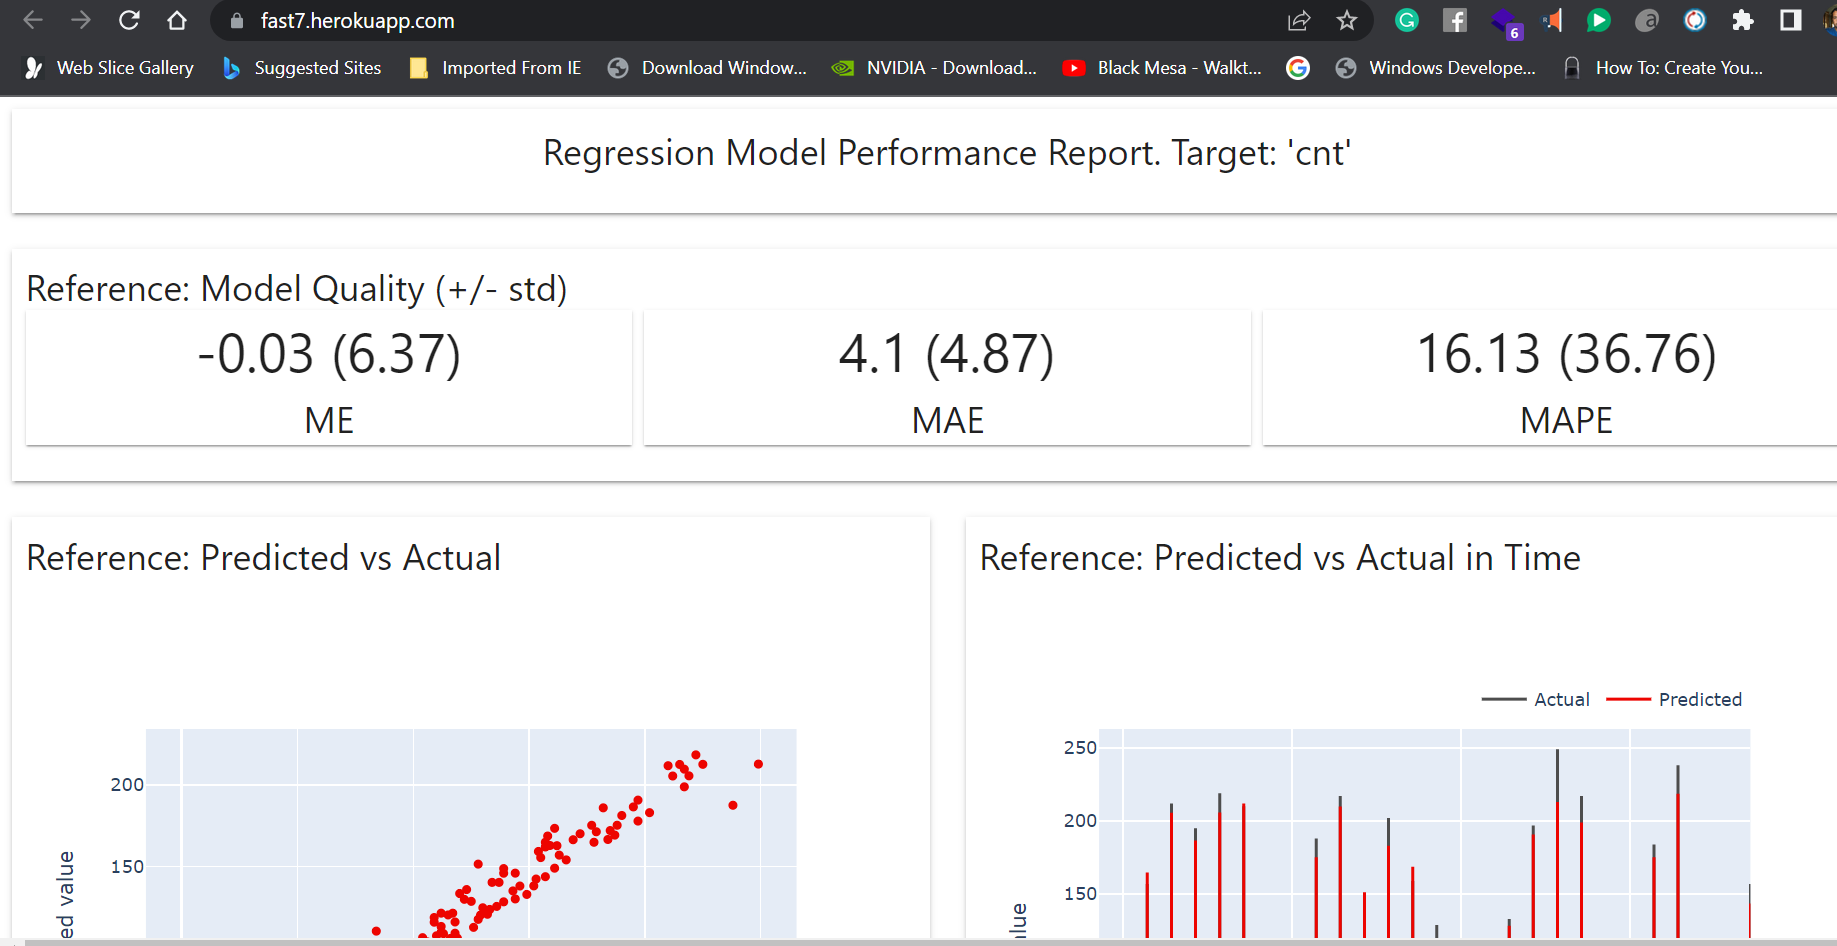 fast7.herokuapp.com
6
Web Slice Gallery
Suggested Sites
Imported From IE
Download Window...
NVIDIA - Download...
Black Mesa - Walkt...
Windows Develope...
How To: Create You...
Regression Model Performance Report. Target: 'cnt'
Reference: Model Quality (+/- std)
-0.03 (6.37)
ME
4.1 (4.87)
MAE
16.13 (36.76)
MAPE
Reference: Predicted vs Actual
200
150
ed value
Reference: Predicted vs Actual in Time
Actual
Predicted
250
200
150
lue